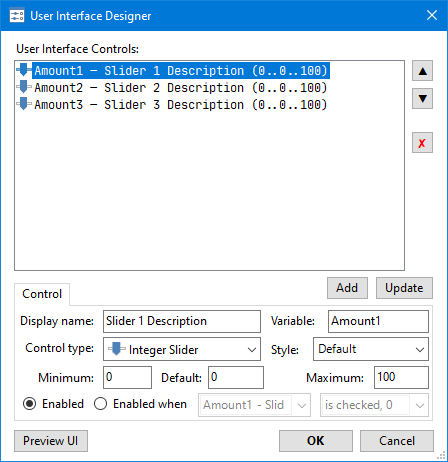 User Interface Designer
User Interface Controls:
Amount1 — Slider 1 Description (0..0..100)
Amount2 — Slider 2 Description (0..0..100)
Amount3 — Slider 3 Description (0..0..100)
Add Update
Control
Display name: Slider 1 Description Variable: Amount1
Control type: Integer Slider Style: Default
Minimum: 0 Default: 0 Maximum: 100
Enabled Enabled when Amount1 - Slid is checked, 0
Preview UI OK Cancel